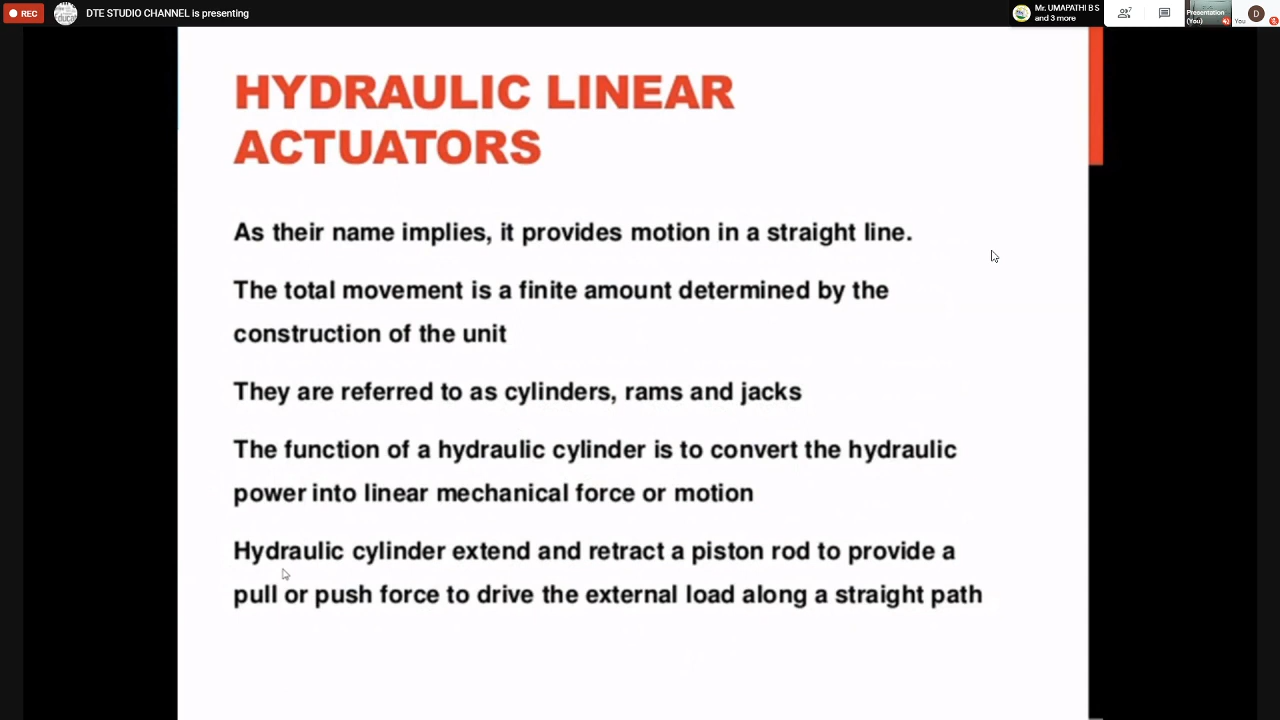 REC
DTE STUDIO CHANNEL is presenting
Mr. UMAPATHI B S
and 3 more
7
Presentation
(You)
You
D
HYDRAULIC LINEAR
ACTUATORS
As their name implies, it provides motion in a straight line.
The total movement is a finite amount determined by the
construction of the unit
They are referred to as cylinders, rams and jacks
The function of a hydraulic cylinder is to convert the hydraulic
power into linear mechanical force or motion
Hydraulic cylinder extend and retract a piston rod to provide a
pull or push force to drive the external load along a straight path